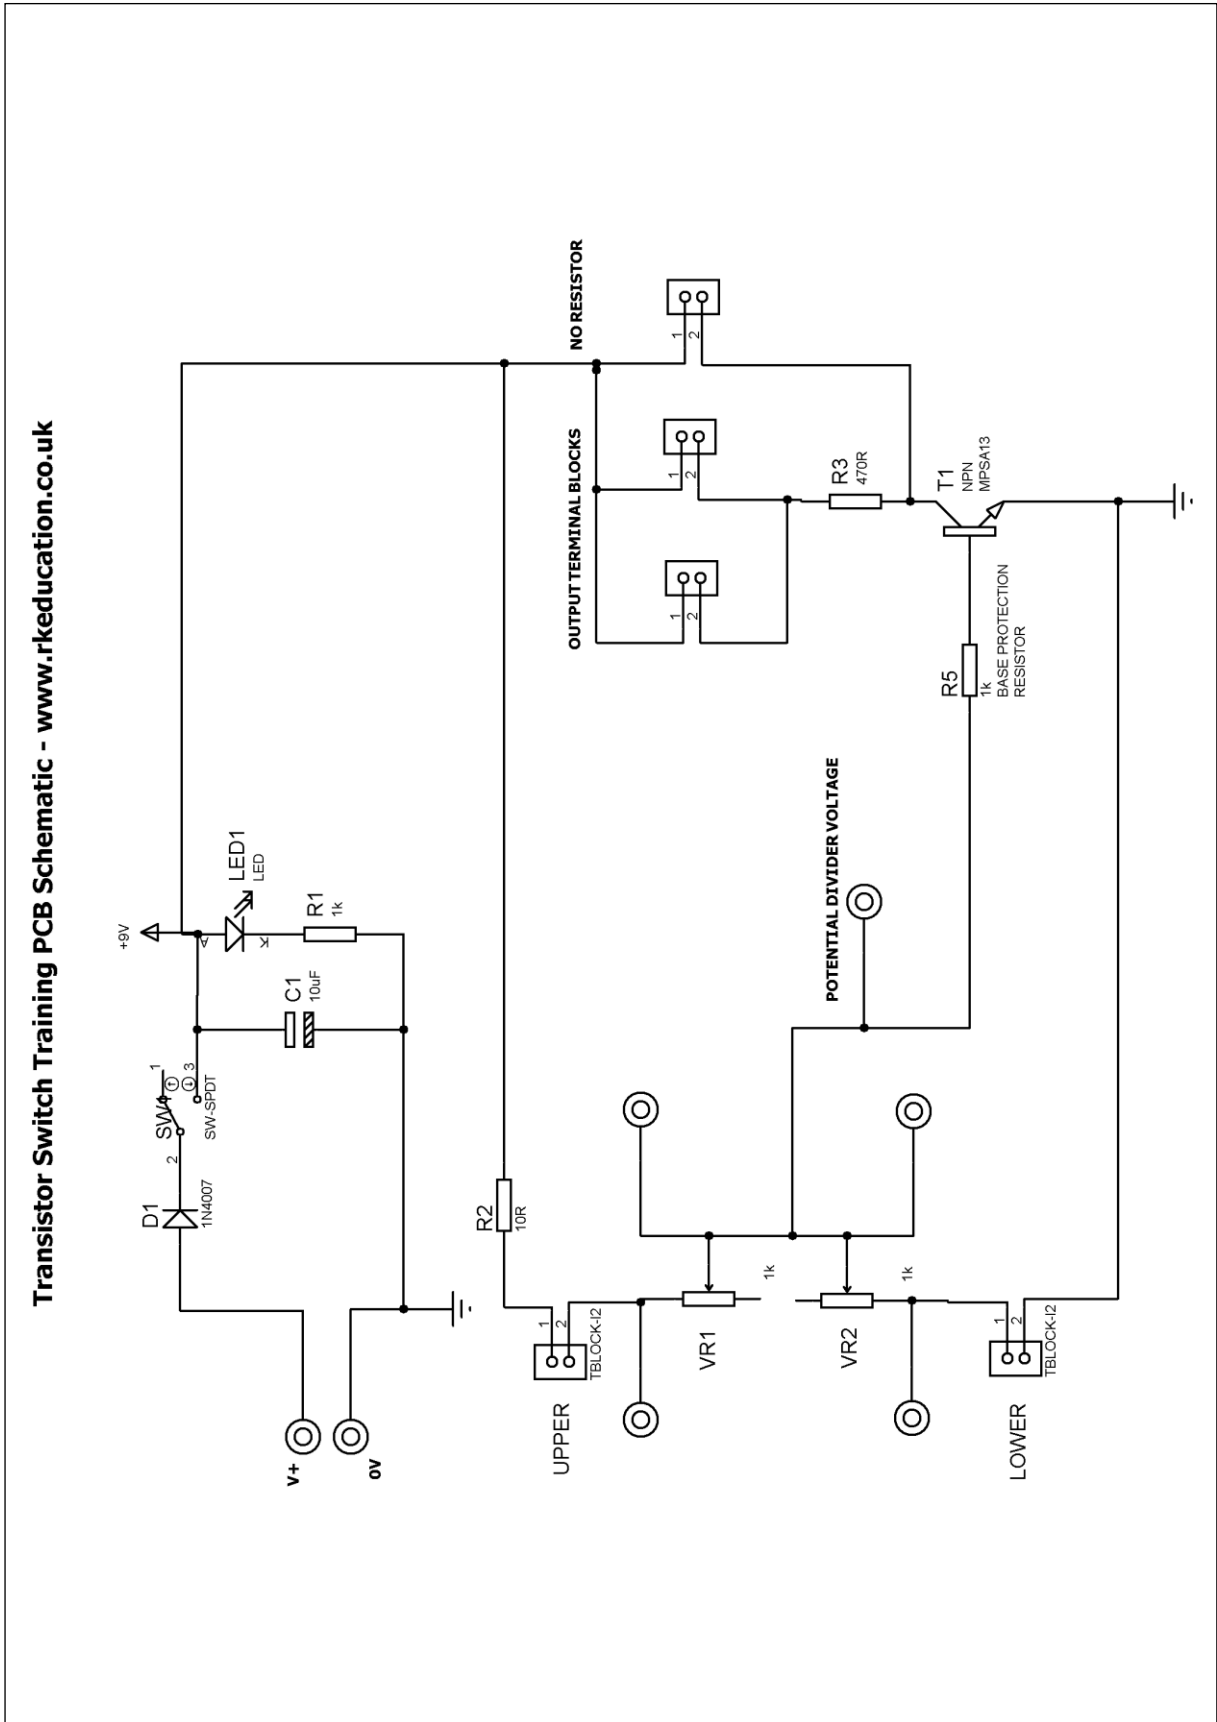 Transistor Switch Training PCB Schematic - www.rkeducation.co.uk
V+
0V
D1
1N4007
SW1
SW-SPDT
1
2
3
+9V
C1
10uF
A
K
LED1
LED
R1
1k
UPPER
1
2
TBLOCK-I2
R2
10R
VR1
1k
VR2
1k
LOWER
1
2
TBLOCK-I2
POTENTIAL DIVIDER VOLTAGE
R5
1k
BASE PROTECTION
RESISTOR
OUTPUT TERMINAL BLOCKS
1
2
1
2
NO RESISTOR
1
2
R3
470R
T1
NPN
MPSA13